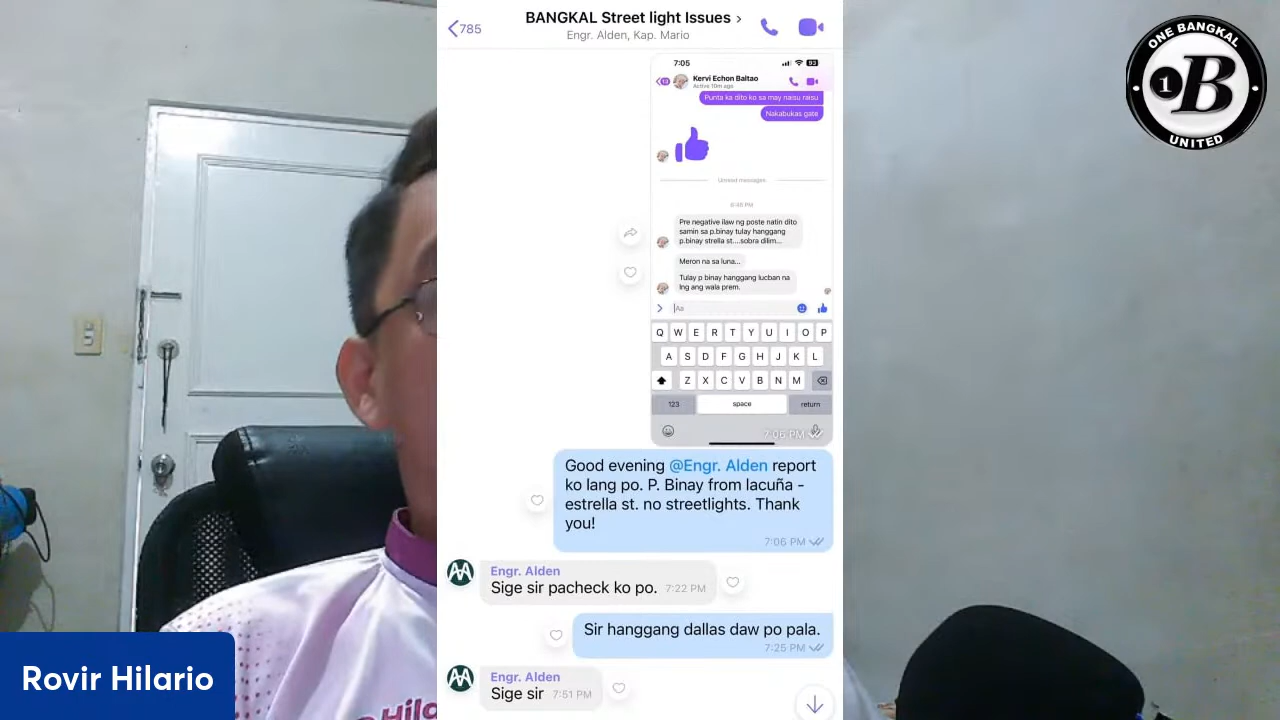 785
BANGKAL Street light Issues >
Engr. Alden, Kap. Mario
7:05
93
Kervi Echon Baltao
Active 10m ago
Punta ka dito ko sa may naisu raisu
Nakabukas gate
Unread messages
6:48 PM
Pre negative ilaw ng poste natin dito
samin sa p.binay tulay hanggang
p.binay strella st....sobra dilim...
Meron na sa luna...
Tulay p binay hanggang lucban na
lng ang wala prem.
Aa
Q W E R T Y U I O P
A S D F G H J K L
Z X C V B N M
123 space return
7:06 PM
Good evening @Engr. Alden report
ko lang po. P. Binay from lacuña -
estrella st. no streetlights. Thank
you!
7:06 PM
Engr. Alden
Sige sir pacheck ko po. 7:22 PM
Sir hanggang dallas daw po pala.
7:25 PM
Engr. Alden
Sige sir 7:51 PM
ONE BANGKAL
1B
UNITED
Rovir Hilario